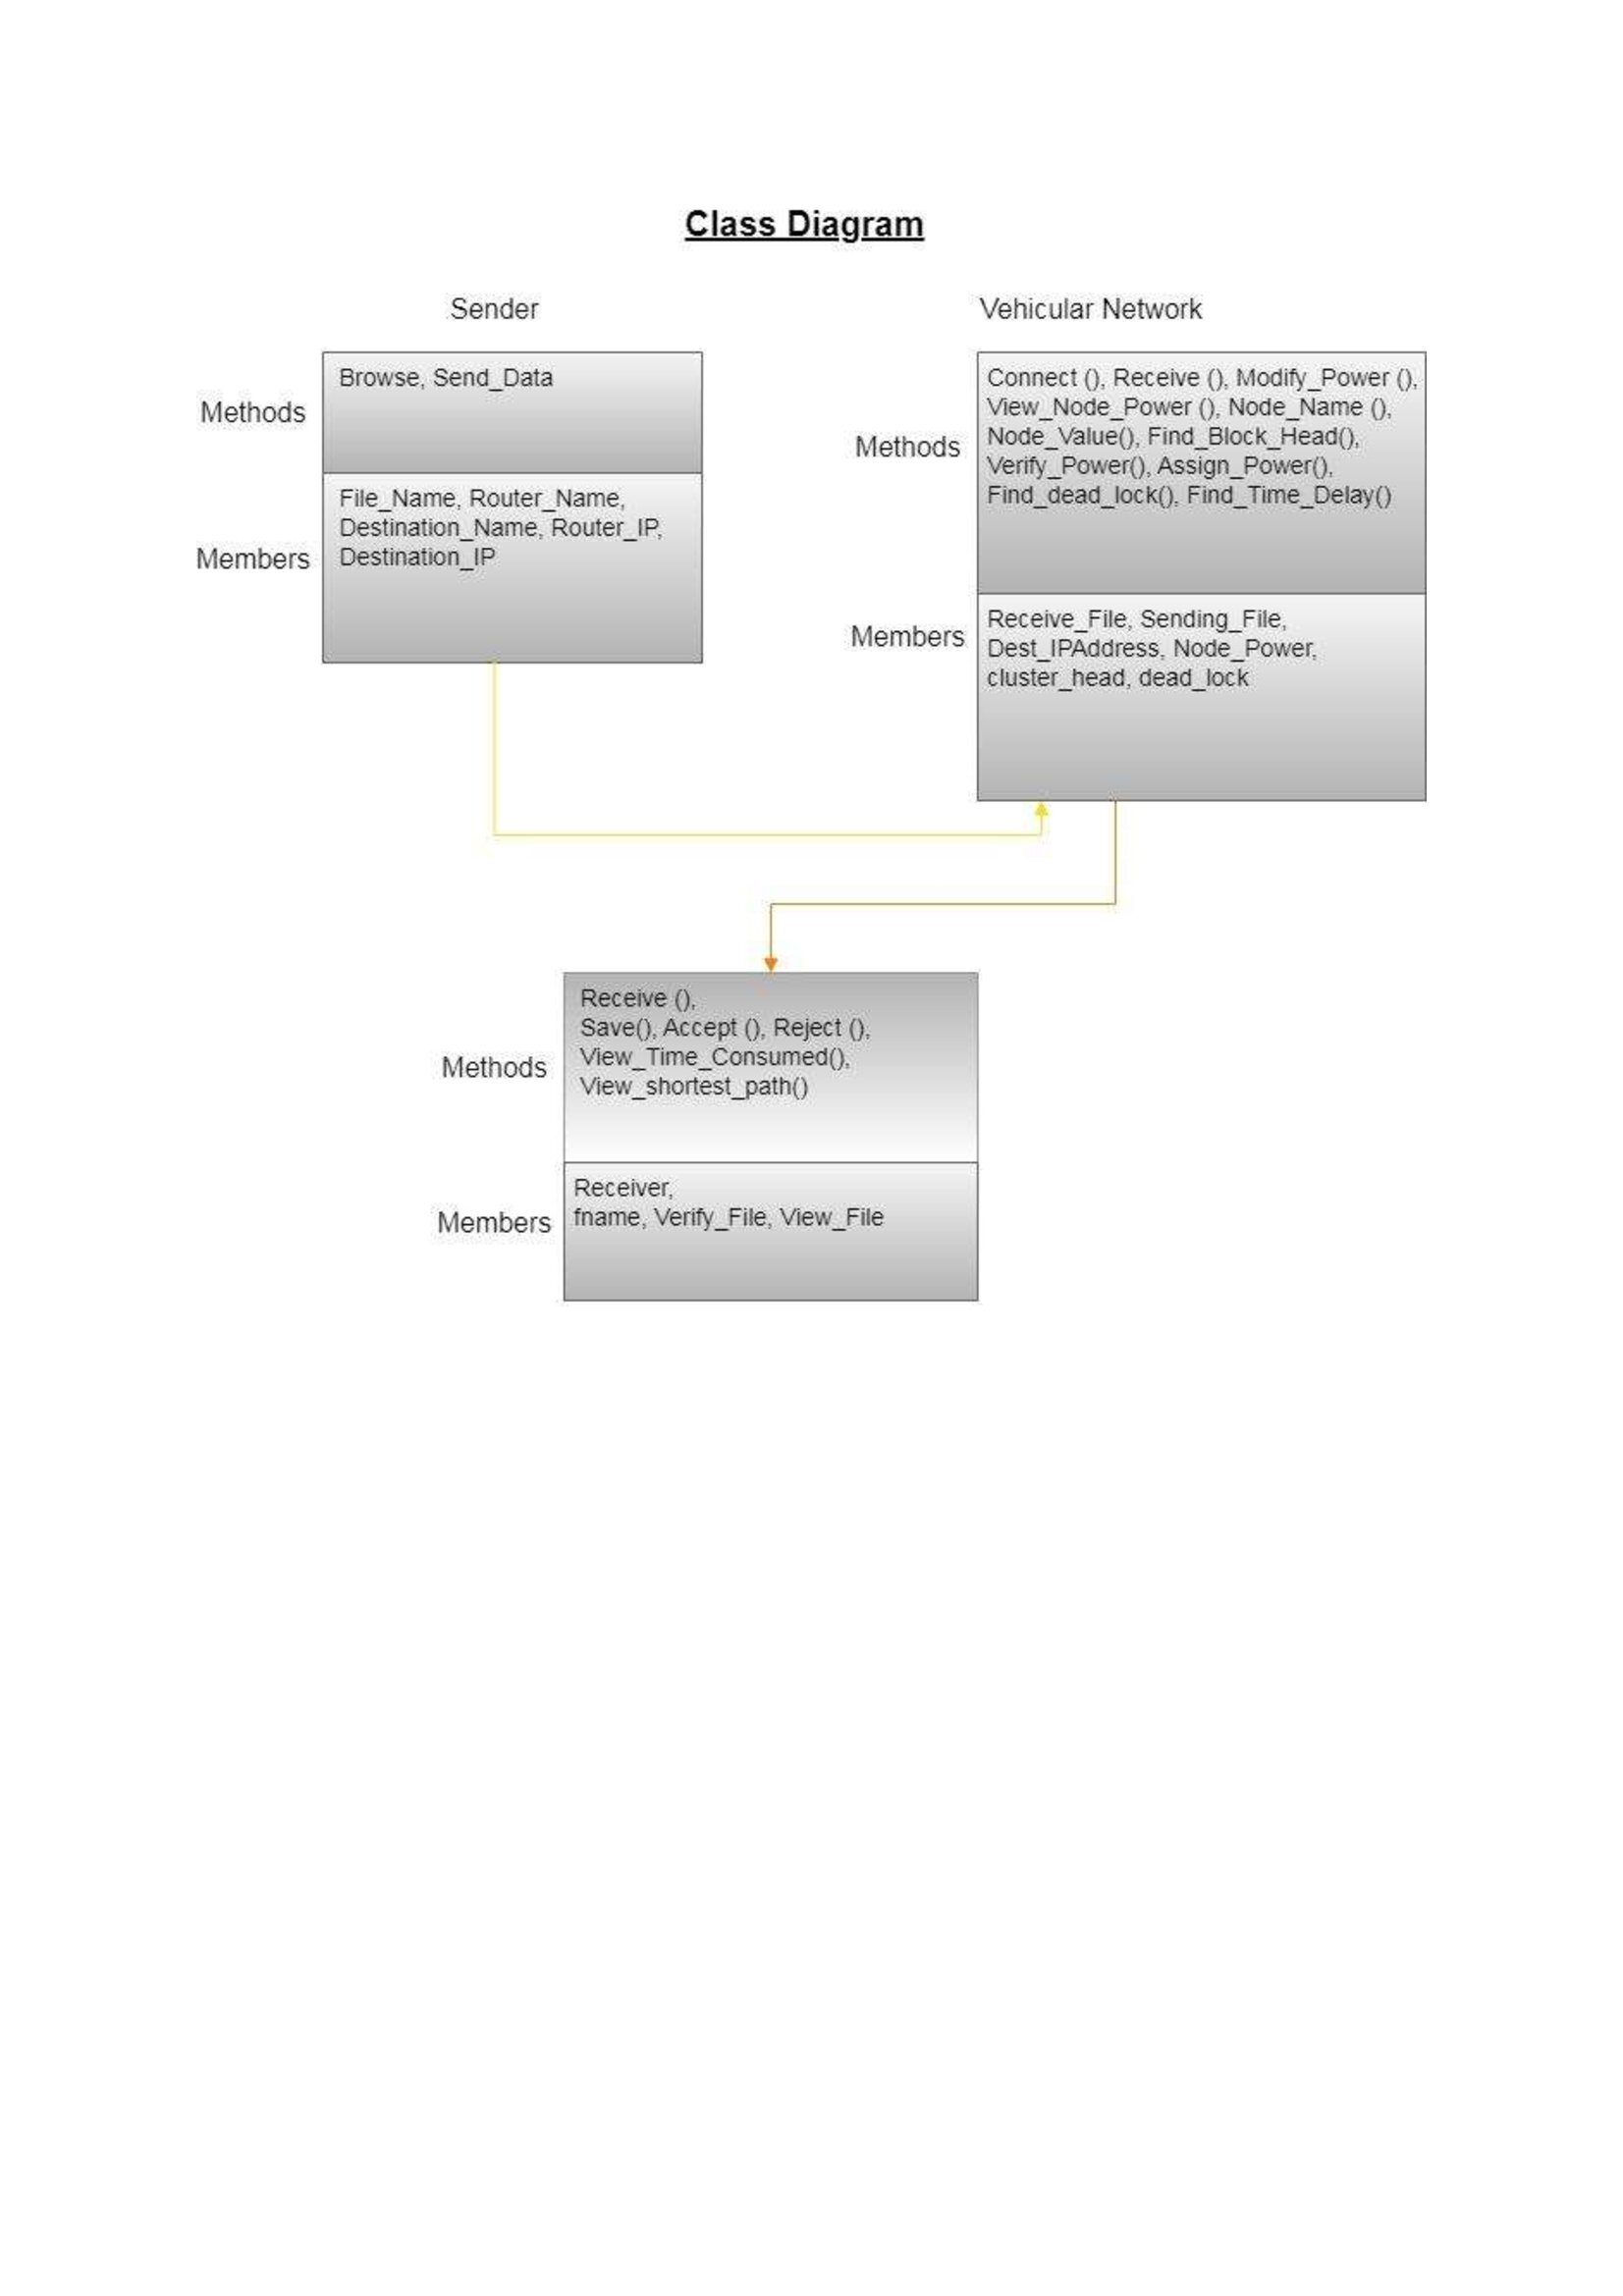 Class Diagram
Sender
Methods
Browse, Send_Data
Members
File_Name, Router_Name,
Destination_Name, Router_IP,
Destination_IP
Vehicular Network
Methods
Connect (), Receive (), Modify_Power (),
View_Node_Power (), Node_Name (),
Node_Value(), Find_Block_Head(),
Verify_Power(), Assign_Power(),
Find_dead_lock(), Find_Time_Delay()
Members
Receive_File, Sending_File,
Dest_IPAddress, Node_Power,
cluster_head, dead_lock
Methods
Receive (),
Save(), Accept (), Reject (),
View_Time_Consumed(),
View_shortest_path()
Members
Receiver,
fname, Verify_File, View_File